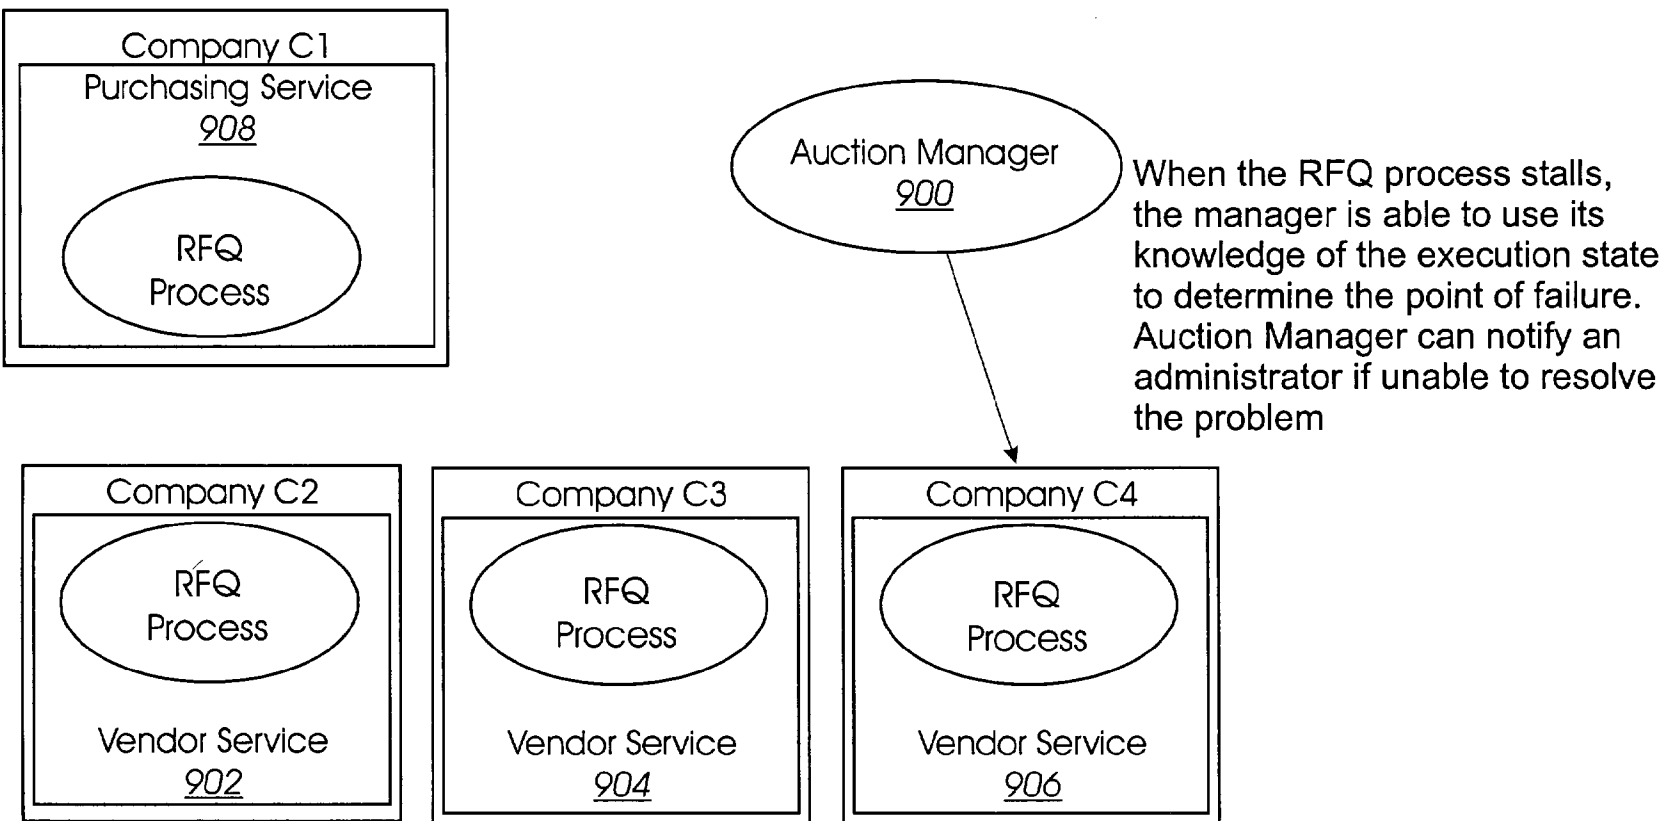 Company C1
Purchasing Service
908
RFQ
Process
Auction Manager
900
When the RFQ process stalls,
the manager is able to use its
knowledge of the execution state
to determine the point of failure.
Auction Manager can notify an
administrator if unable to resolve
the problem
Company C2
RFQ
Process
Vendor Service
902
Company C3
RFQ
Process
Vendor Service
904
Company C4
RFQ
Process
Vendor Service
906